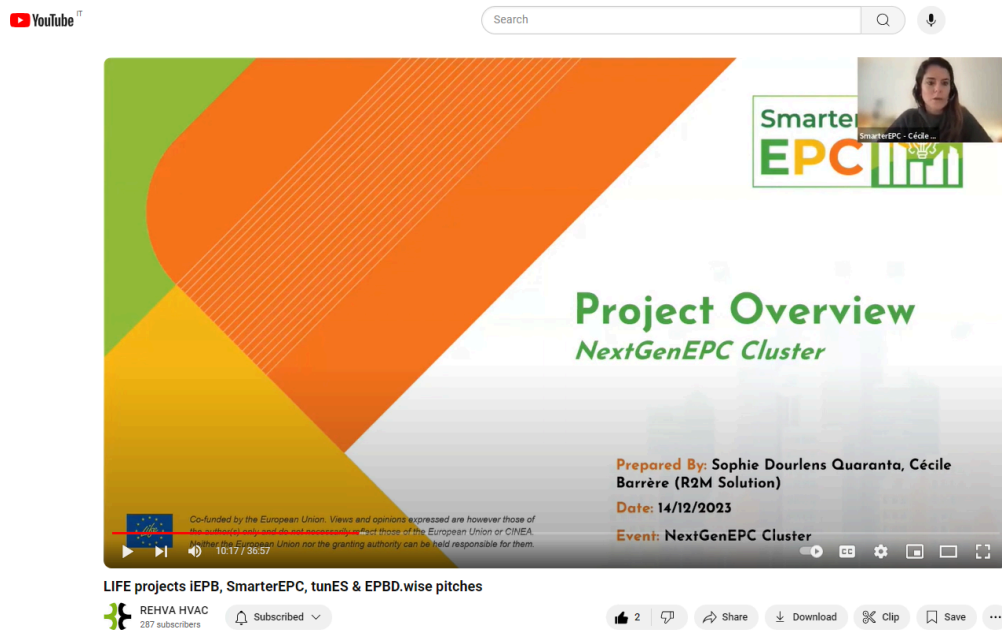 YouTube IT
Search
Smarter
EPC
SmarterEPC - Cécile ...
Project Overview
NextGenEPC Cluster
Prepared By: Sophie Dourlens Quaranta, Cécile
Barrère (R2M Solution)
Date: 14/12/2023
Event: NextGenEPC Cluster
Co-funded by the European Union. Views and opinions expressed are however those of
the author(s) only and do not necessarily reflect those of the European Union or CINEA.
Neither the European Union nor the granting authority can be held responsible for them.
10:17 / 36:57
CC
LIFE projects iEPB, SmarterEPC, tunES & EPBD.wise pitches
REHVA HVAC
287 subscribers
Subscribed
2
Share
Download
Clip
Save
...